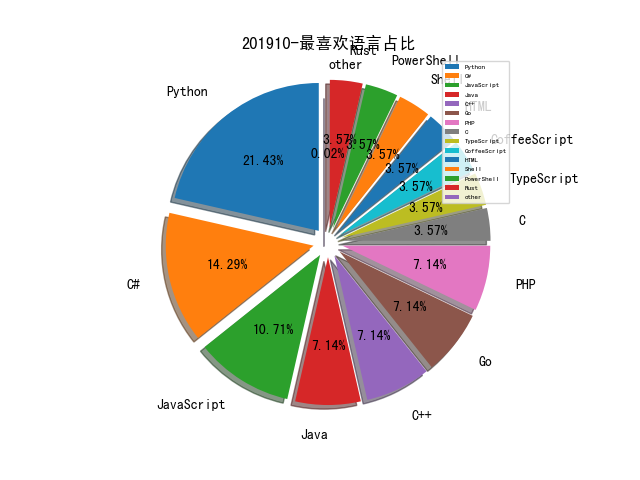 201910-最喜欢语言占比
Rust
other
PowerShell
Shell
HTML
CoffeeScript
TypeScript
C
PHP
Go
C++
Java
JavaScript
C#
Python
21.43%
14.29%
10.71%
7.14%
7.14%
7.14%
7.14%
3.57%
3.57%
3.57%
3.57%
3.57%
3.57%
3.57%
0.02%
Python
C#
JavaScript
Java
C++
Go
PHP
C
TypeScript
CoffeeScript
HTML
Shell
PowerShell
Rust
other